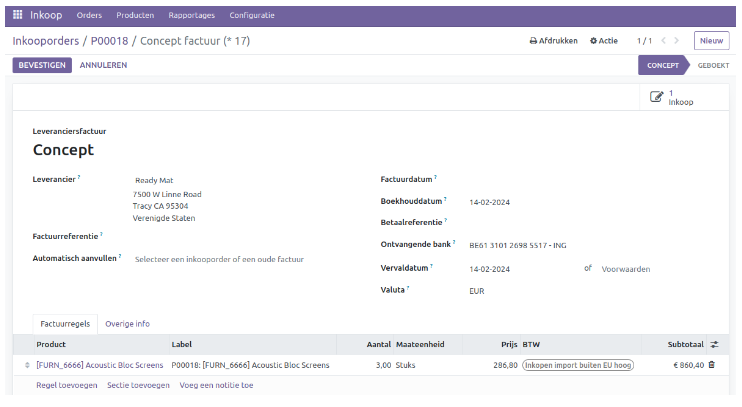 Inkoop Orders Producten Rapportages Configuratie
Inkooporders / P00018 / Concept factuur (* 17) Afdrukken Actie 1 / 1 Nieuw
BEVESTIGEN ANNULEREN CONCEPT GEBOEKT
1
Inkoop
Leveranciersfactuur
Concept
Leverancier ? Ready Mat
7500 W Linne Road
Tracy CA 95304
Verenigde Staten
Factuurreferentie ?
Automatisch aanvullen ? Selecteer een inkooporder of een oude factuur
Factuurdatum ?
Boekhouddatum ? 14-02-2024
Betaalreferentie ?
Ontvangende bank ? BE61 3101 2698 5517 - ING
Vervaldatum ? 14-02-2024 of Voorwaarden
Valuta ? EUR
Factuurregels Overige info
Product Label Aantal Maateenheid Prijs BTW Subtotaal
[FURN_6666] Acoustic Bloc Screens P00018: [FURN_6666] Acoustic Bloc Screens 3,00 Stuks 286,80 Inkopen import buiten EU hoog € 860,40
Regel toevoegen Sectie toevoegen Voeg een notitie toe